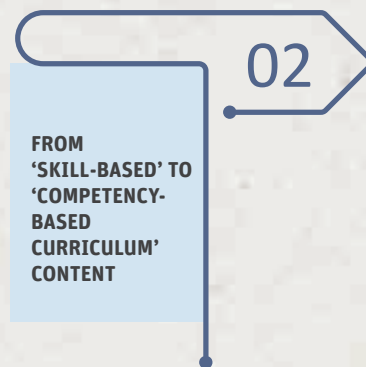 02
FROM
‘SKILL-BASED’ TO
‘COMPETENCY-
BASED
CURRICULUM’
CONTENT